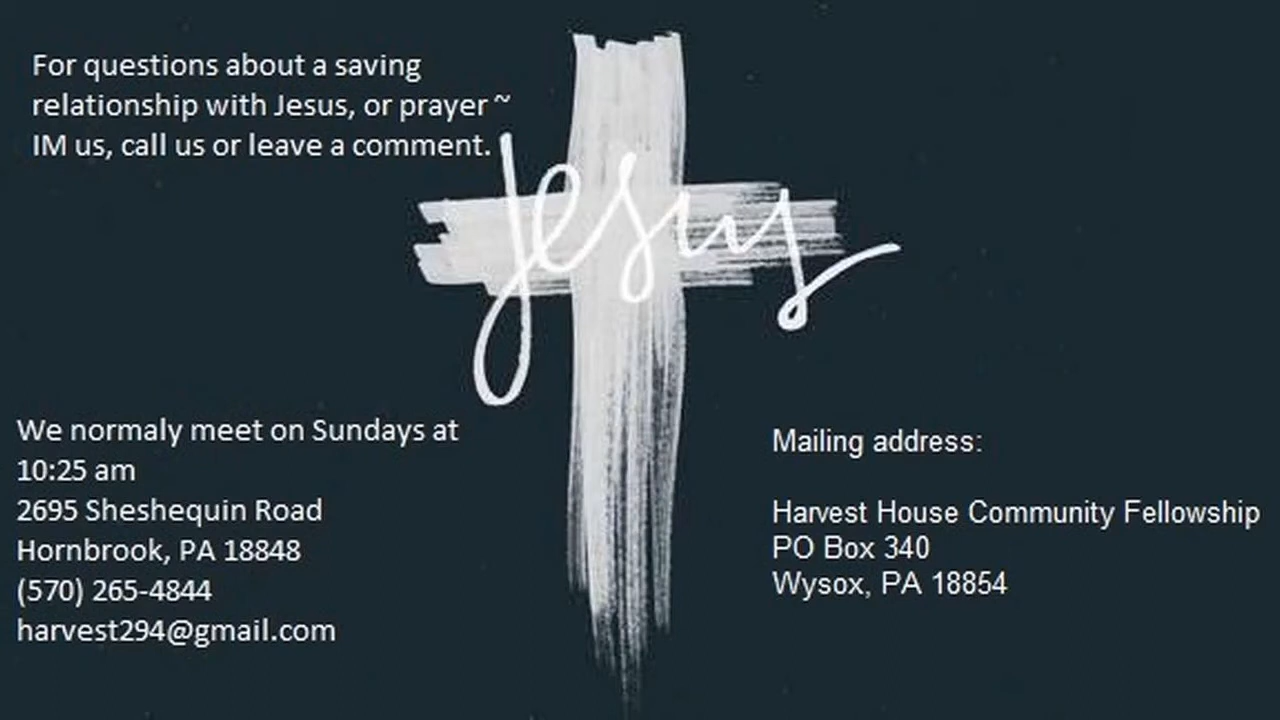 For questions about a saving
relationship with Jesus, or prayer ~
IM us, call us or leave a comment.
Jesus
We normaly meet on Sundays at
10:25 am
2695 Sheshequin Road
Hornbrook, PA 18848
(570) 265-4844
harvest294@gmail.com
Mailing address:
Harvest House Community Fellowship
PO Box 340
Wysox, PA 18854